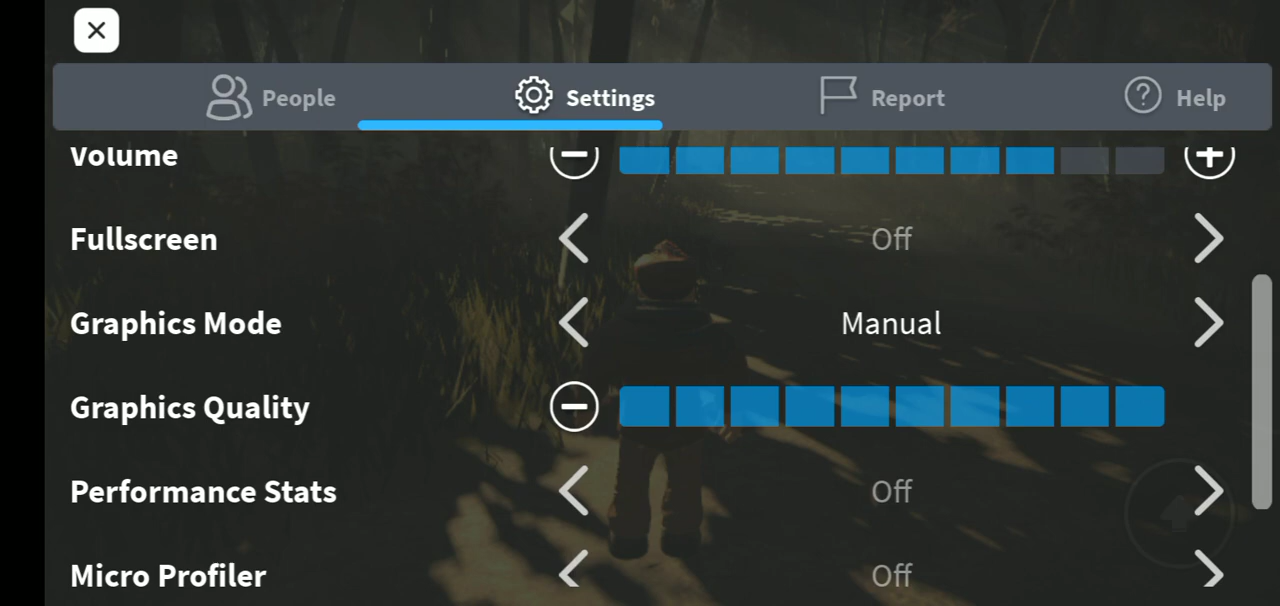 People
Settings
Report
Help
Volume
Fullscreen
Off
Graphics Mode
Manual
Graphics Quality
Performance Stats
Off
Micro Profiler
Off